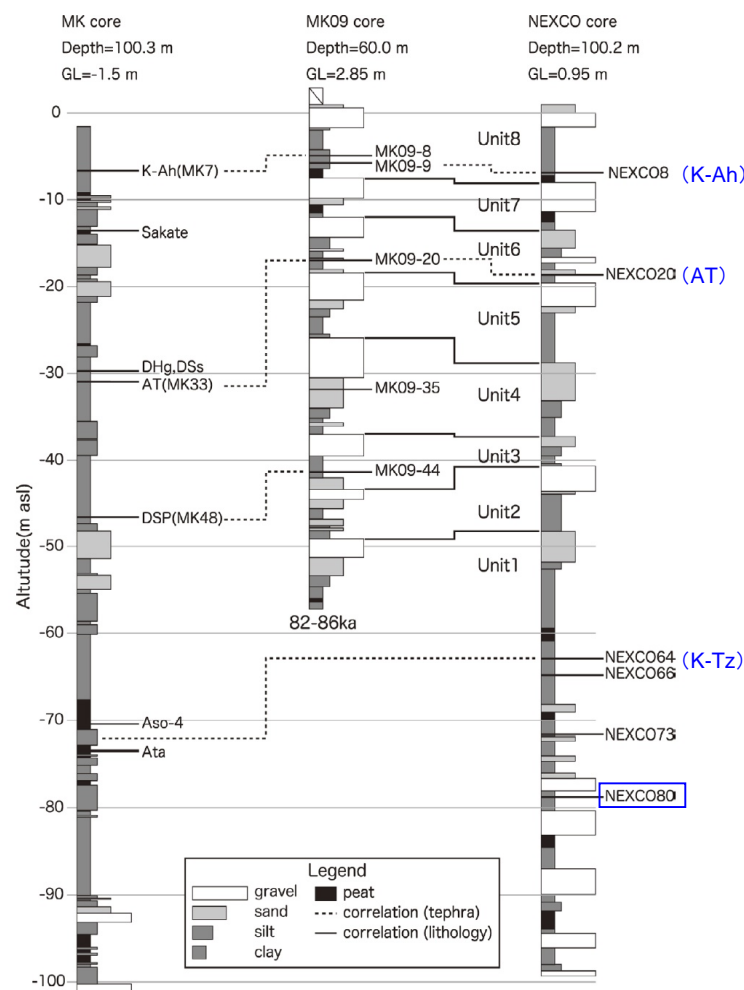 MK core
Depth=100.3 m
GL=-1.5 m
MK09 core
Depth=60.0 m
GL=2.85 m
NEXCO core
Depth=100.2 m
GL=0.95 m
Altutude(m asl)
0
-10
-20
-30
-40
-50
-60
-70
-80
-90
-100
K-Ah(MK7)
Sakate
DHg,DSs
AT(MK33)
DSP(MK48)
Aso-4
Ata
MK09-8
MK09-9
MK09-20
MK09-35
MK09-44
82-86ka
Unit8
Unit7
Unit6
Unit5
Unit4
Unit3
Unit2
Unit1
NEXCO8 (K-Ah)
NEXCO20 (AT)
NEXCO64 (K-Tz)
NEXCO66
NEXCO73
NEXCO80
Legend
gravel
sand
silt
clay
peat
correlation (tephra)
correlation (lithology)